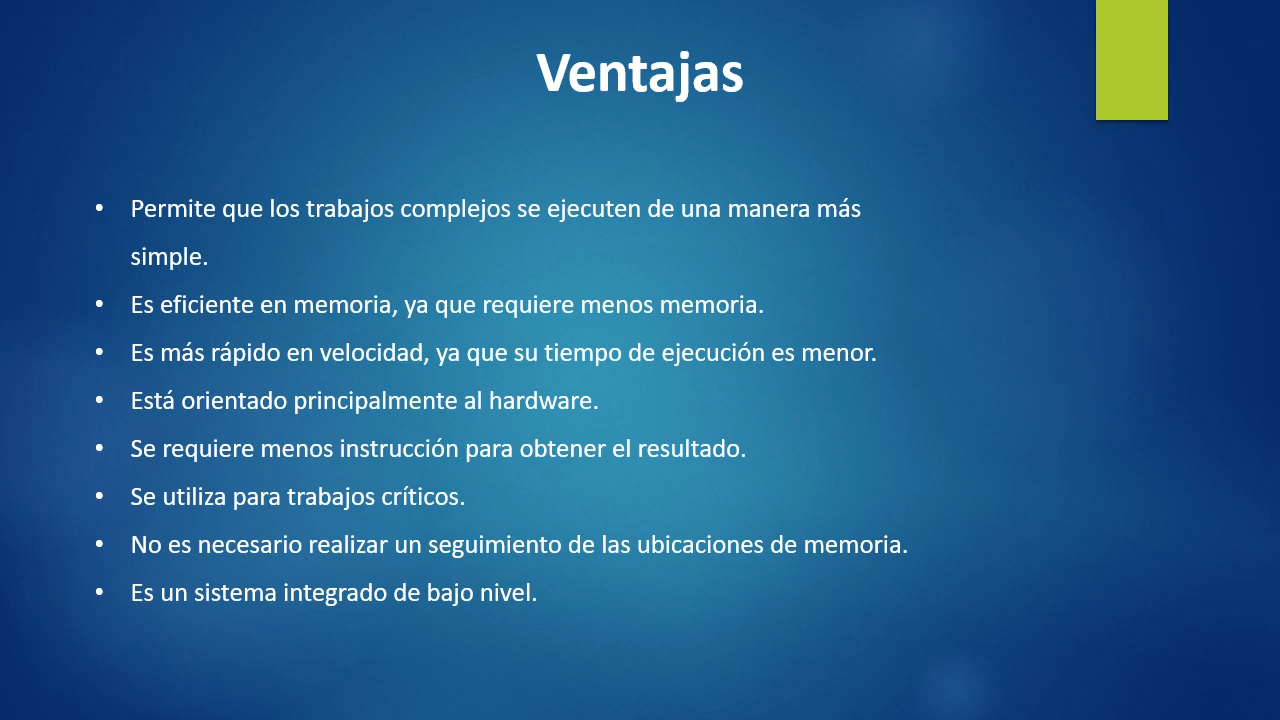 Ventajas
• Permite que los trabajos complejos se ejecuten de una manera más
simple.
• Es eficiente en memoria, ya que requiere menos memoria.
• Es más rápido en velocidad, ya que su tiempo de ejecución es menor.
• Está orientado principalmente al hardware.
• Se requiere menos instrucción para obtener el resultado.
• Se utiliza para trabajos críticos.
• No es necesario realizar un seguimiento de las ubicaciones de memoria.
• Es un sistema integrado de bajo nivel.